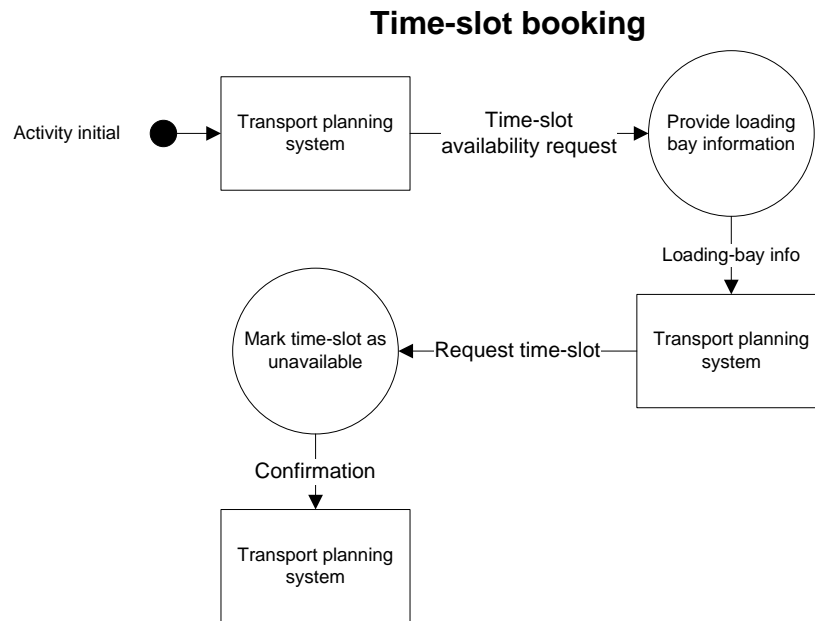 Time-slot booking
Activity initial
Transport planning
system
Time-slot
availability request
Provide loading
bay information
Loading-bay info
Transport planning
system
Request time-slot
Mark time-slot as
unavailable
Confirmation
Transport planning
system